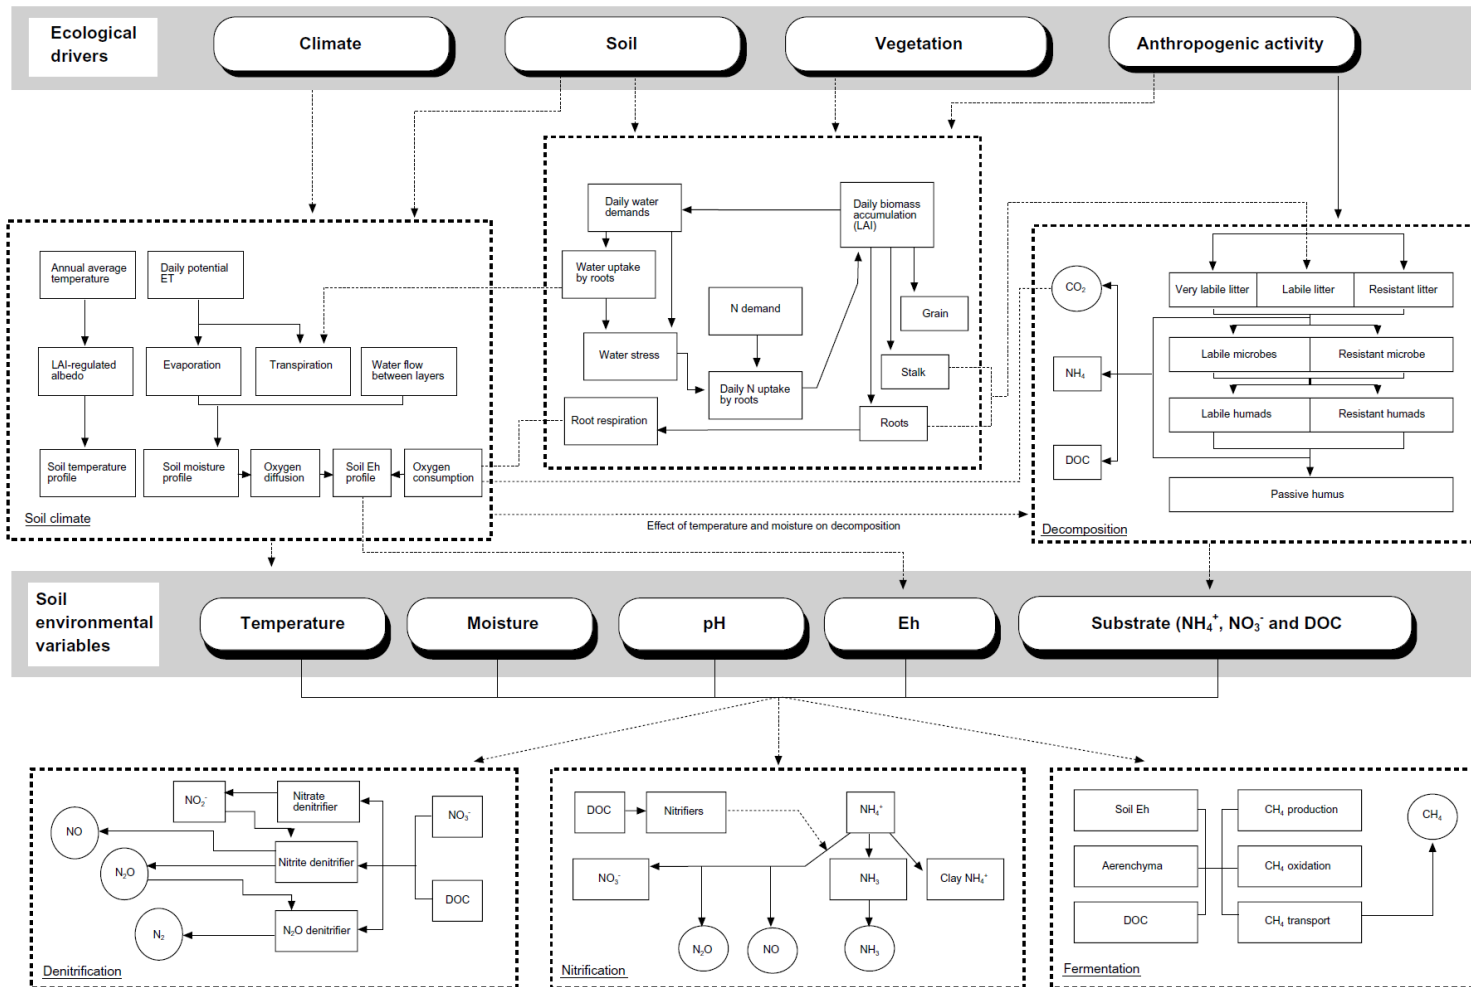 Ecological
drivers
Climate
Soil
Vegetation
Anthropogenic activity
Annual average
temperature
Daily potential
ET
LAI-regulated
albedo
Evaporation
Transpiration
Water flow
between layers
Soil temperature
profile
Soil moisture
profile
Oxygen
diffusion
Soil Eh
profile
Oxygen
consumption
Soil climate
Daily water
demands
Daily biomass
accumulation
(LAI)
Water uptake
by roots
N demand
Grain
Water stress
Stalk
Daily N uptake
by roots
Root respiration
Roots
Effect of temperature and moisture on decomposition
CO₂
NH₄
DOC
Very labile litter
Labile litter
Resistant litter
Labile microbes
Resistant microbe
Labile humads
Resistant humads
Passive humus
Decomposition
Soil
environmental
variables
Temperature
Moisture
pH
Eh
Substrate (NH₄⁺, NO₃⁻ and DOC
NO₂⁻
Nitrate
denitrifier
NO₃⁻
NO
Nitrite denitrifier
N₂O
DOC
N₂
N₂O denitrifier
Denitrification
DOC
Nitrifiers
NH₄⁺
NO₃⁻
NH₃
Clay NH₄⁺
N₂O
NO
NH₃
Nitrification
Soil Eh
CH₄ production
CH₄
Aerenchyma
CH₄ oxidation
DOC
CH₄ transport
Fermentation